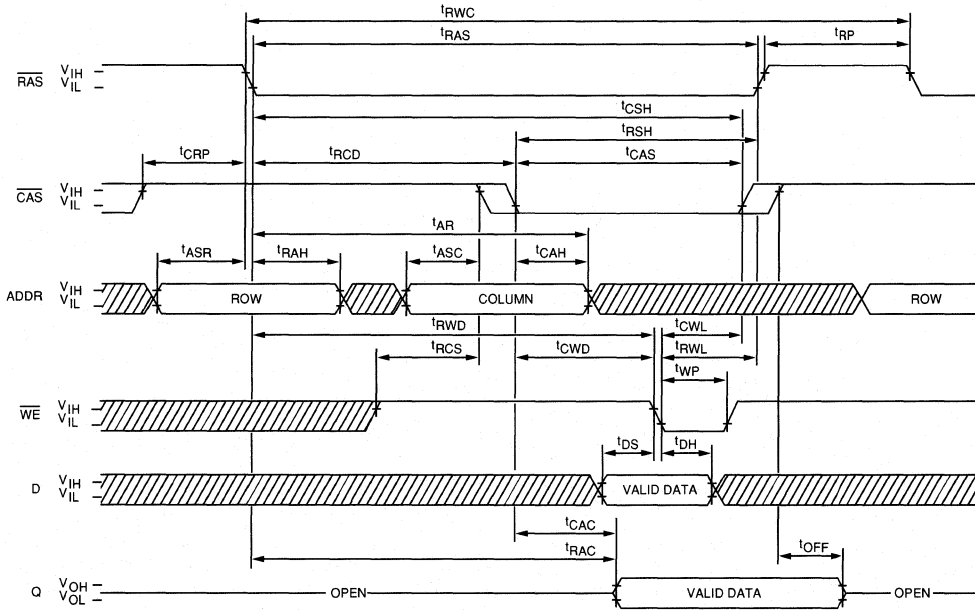 tRWC
tRAS
tRP
RAS VIH
VIL
tCSH
tRSH
tCRP tRCD tCAS
CAS VIH
VIL
tAR
tASR tRAH tASC tCAH
ADDR VIH
VIL
ROW COLUMN ROW
tRWD tCWL
tRCS tCWD tRWL
tWP
WE VIH
VIL
tDS tDH
D VIH
VIL
VALID DATA
tCAC
tRAC tOFF
Q VOH
VOL
OPEN VALID DATA OPEN